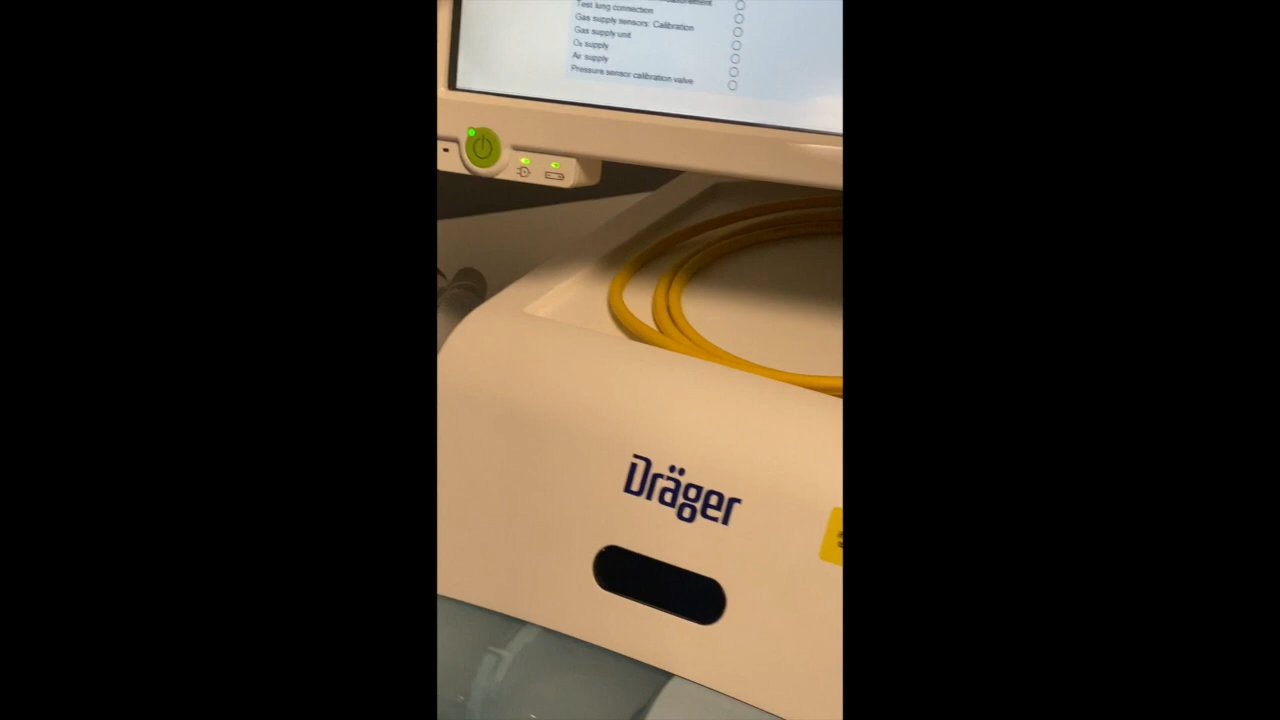 Test lung connection
Gas supply sensors: Calibration
Gas supply unit
O₂ supply
Air supply
Pressure sensor calibration valve
Dräger